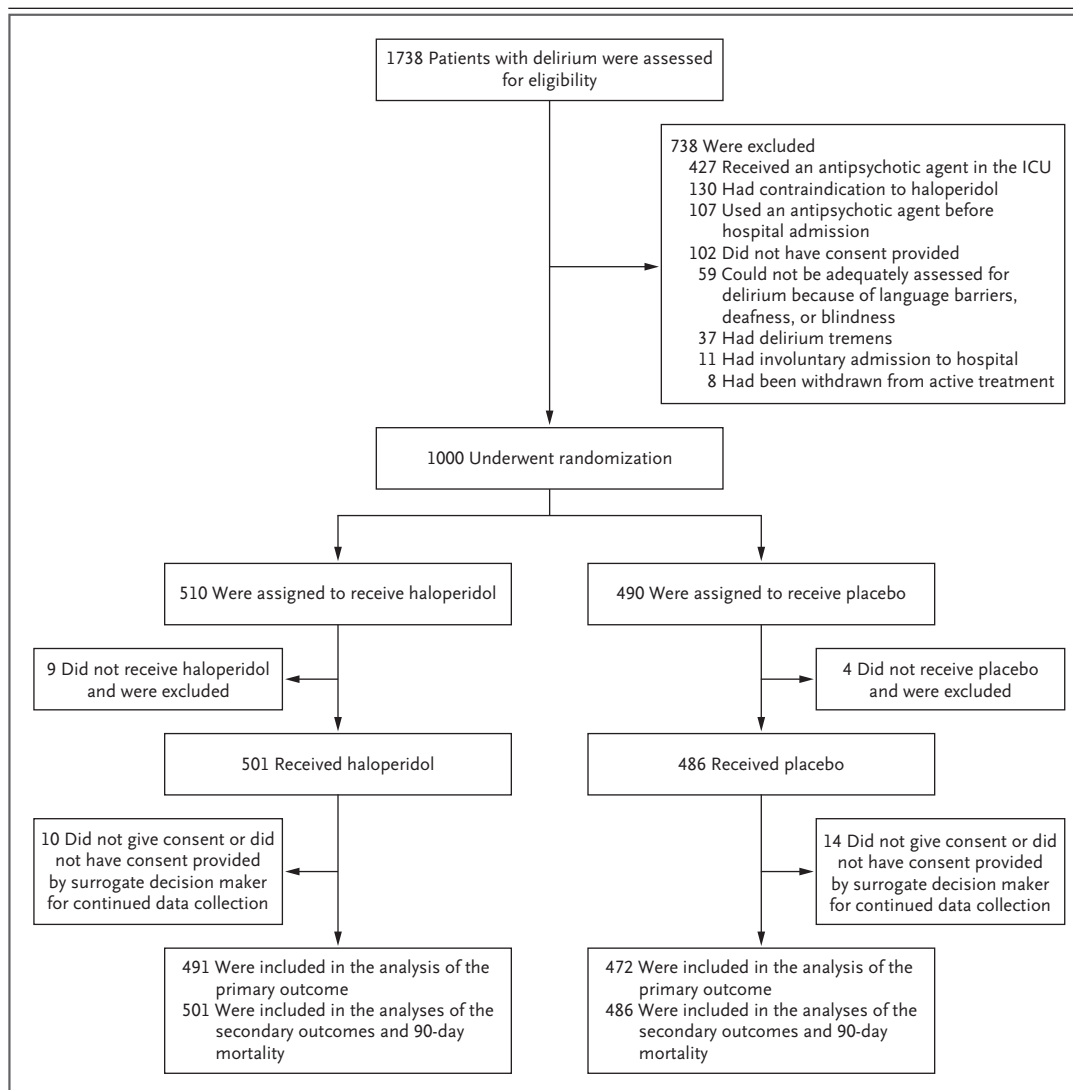 1738 Patients with delirium were assessed
for eligibility
738 Were excluded
427 Received an antipsychotic agent in the ICU
130 Had contraindication to haloperidol
107 Used an antipsychotic agent before
hospital admission
102 Did not have consent provided
59 Could not be adequately assessed for
delirium because of language barriers,
deafness, or blindness
37 Had delirium tremens
11 Had involuntary admission to hospital
8 Had been withdrawn from active treatment
1000 Underwent randomization
510 Were assigned to receive haloperidol
490 Were assigned to receive placebo
9 Did not receive haloperidol
and were excluded
4 Did not receive placebo
and were excluded
501 Received haloperidol
486 Received placebo
10 Did not give consent or did
not have consent provided
by surrogate decision maker
for continued data collection
14 Did not give consent or did
not have consent provided
by surrogate decision maker
for continued data collection
491 Were included in the analysis of the
primary outcome
501 Were included in the analyses of the
secondary outcomes and 90-day
mortality
472 Were included in the analysis of the
primary outcome
486 Were included in the analyses of the
secondary outcomes and 90-day
mortality